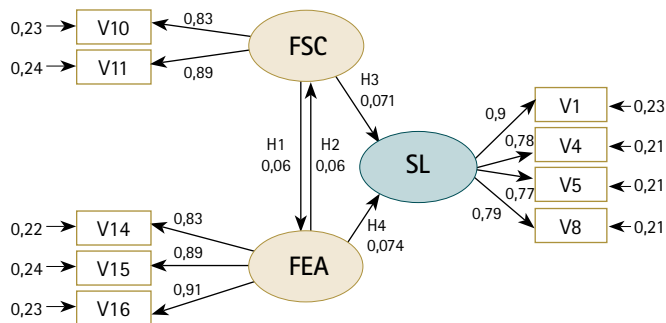 0,23
V10
0,83
FSC
0,24
V11
0,89
H3
0,071
H1
0,06
H2
0,06
SL
0,9
V1
0,23
0,78
V4
0,21
0,77
V5
0,21
0,79
V8
0,21
H4
0,074
0,22
V14
0,83
0,24
V15
0,89
FEA
0,23
V16
0,91